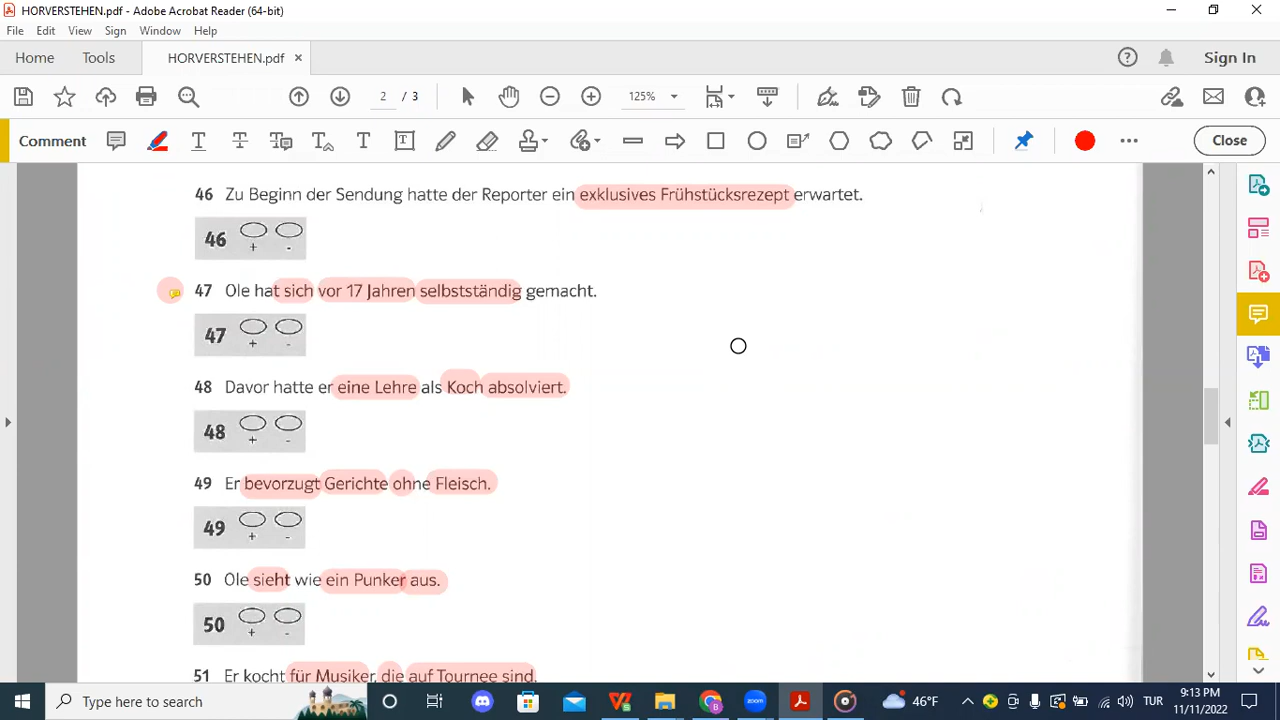 HORVERSTEHEN.pdf - Adobe Acrobat Reader (64-bit)
File Edit View Sign Window Help
Home Tools HORVERSTEHEN.pdf × Sign In
2 / 3 125%
Comment Close
46 Zu Beginn der Sendung hatte der Reporter ein exklusives Frühstücksrezept erwartet.
46 + -
47 Ole hat sich vor 17 Jahren selbstständig gemacht.
47 + -
48 Davor hatte er eine Lehre als Koch absolviert.
48 + -
49 Er bevorzugt Gerichte ohne Fleisch.
49 + -
50 Ole sieht wie ein Punker aus.
50 + -
51 Er kocht für Musiker, die auf Tournee sind.
Type here to search
zoom
46°F
TUR
9:13 PM
11/11/2022